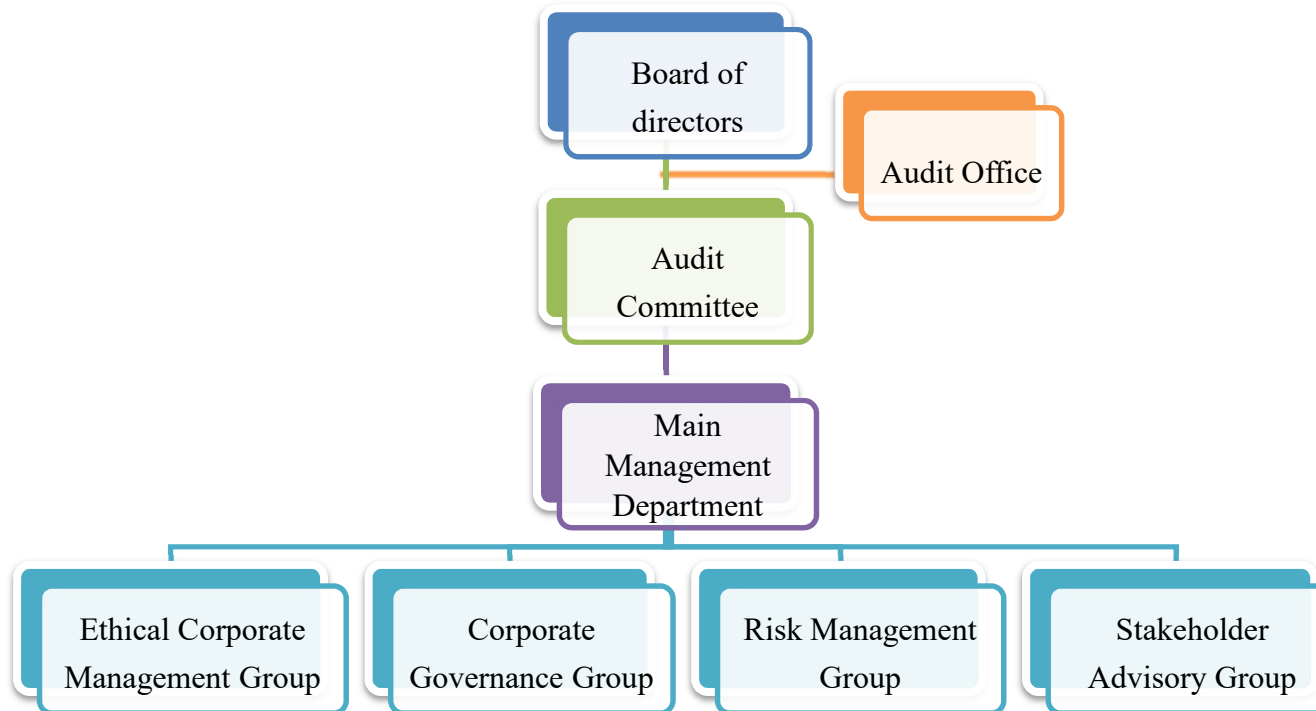 Board of
directors
Audit Office
Audit
Committee
Main
Management
Department
Ethical Corporate
Management Group
Corporate
Governance Group
Risk Management
Group
Stakeholder
Advisory Group